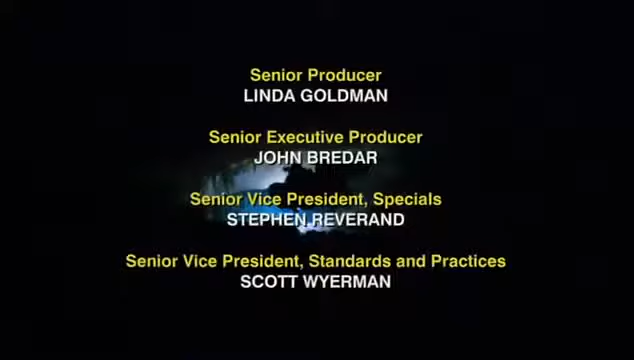 Senior Producer
LINDA GOLDMAN
Senior Executive Producer
JOHN BREDAR
Senior Vice President, Specials
STEPHEN REVERAND
Senior Vice President, Standards and Practices
SCOTT WYERMAN